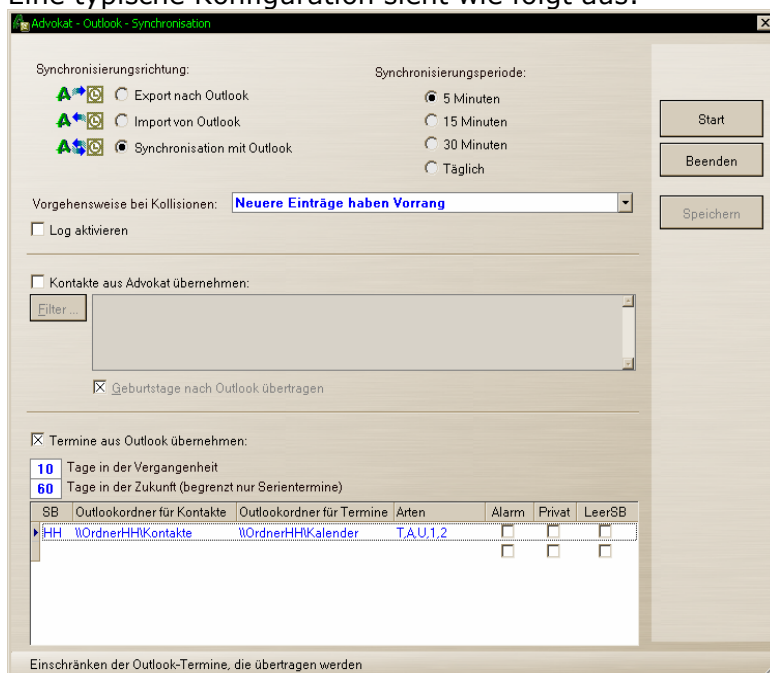 Eine typische Konfiguration sieht wie folgt aus:
Advokat - Outlook - Synchronisation
Synchronisierungsrichtung:
Export nach Outlook
Import von Outlook
Synchronisation mit Outlook
Synchronisierungsperiode:
5 Minuten
15 Minuten
30 Minuten
Täglich
Start
Beenden
Speichern
Vorgehensweise bei Kollisionen: Neuere Einträge haben Vorrang
Log aktivieren
Kontakte aus Advokat übernehmen:
Filter ...
Geburtstage nach Outlook übertragen
Termine aus Outlook übernehmen:
10 Tage in der Vergangenheit
60 Tage in der Zukunft (begrenzt nur Serientermine)
SB Outlookordner für Kontakte Outlookordner für Termine Arten Alarm Privat LeerSB
HH \\OrdnerHH\Kontakte \\OrdnerHH\Kalender T,A,U,1,2
Einschränken der Outlook-Termine, die übertragen werden